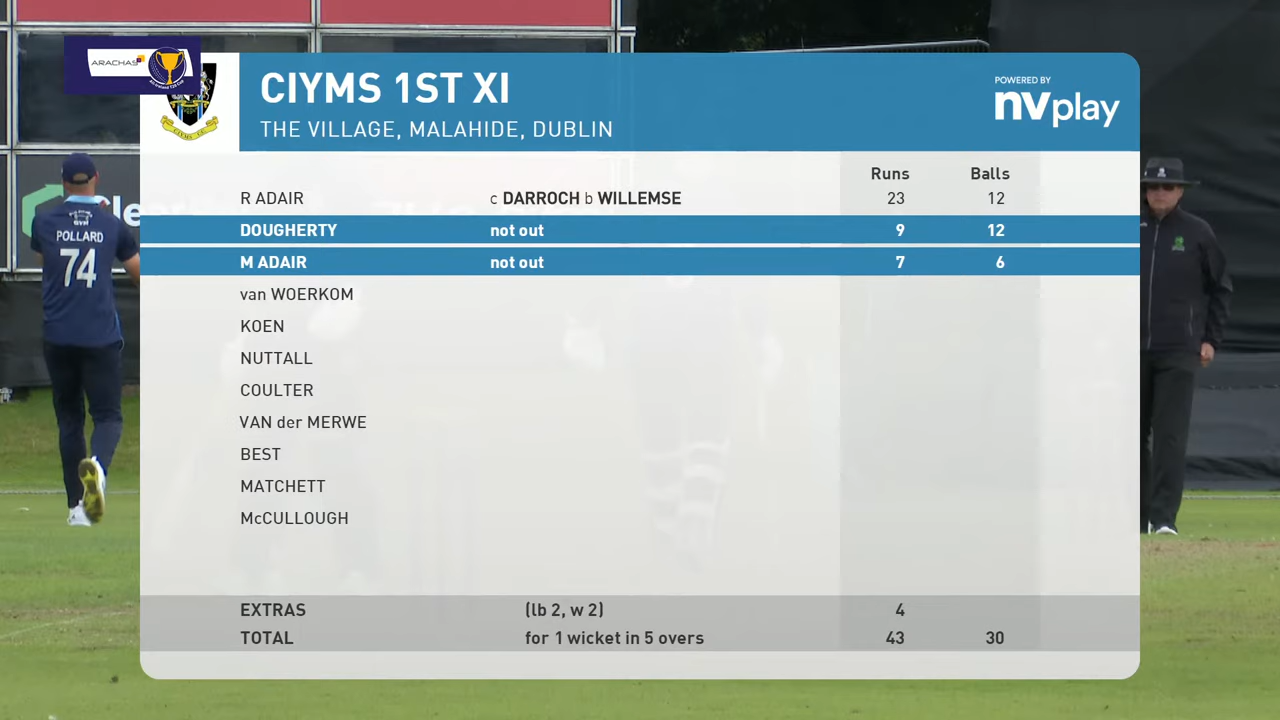 ARACHAS
CIYMS 1ST XI
THE VILLAGE, MALAHIDE, DUBLIN
POWERED BY
nvplay
Runs Balls
R ADAIR c DARROCH b WILLEMSE 23 12
DOUGHERTY not out 9 12
M ADAIR not out 7 6
van WOERKOM
KOEN
NUTTALL
COULTER
VAN der MERWE
BEST
MATCHETT
McCULLOUGH
EXTRAS (lb 2, w 2) 4
TOTAL for 1 wicket in 5 overs 43 30
POLLARD
74